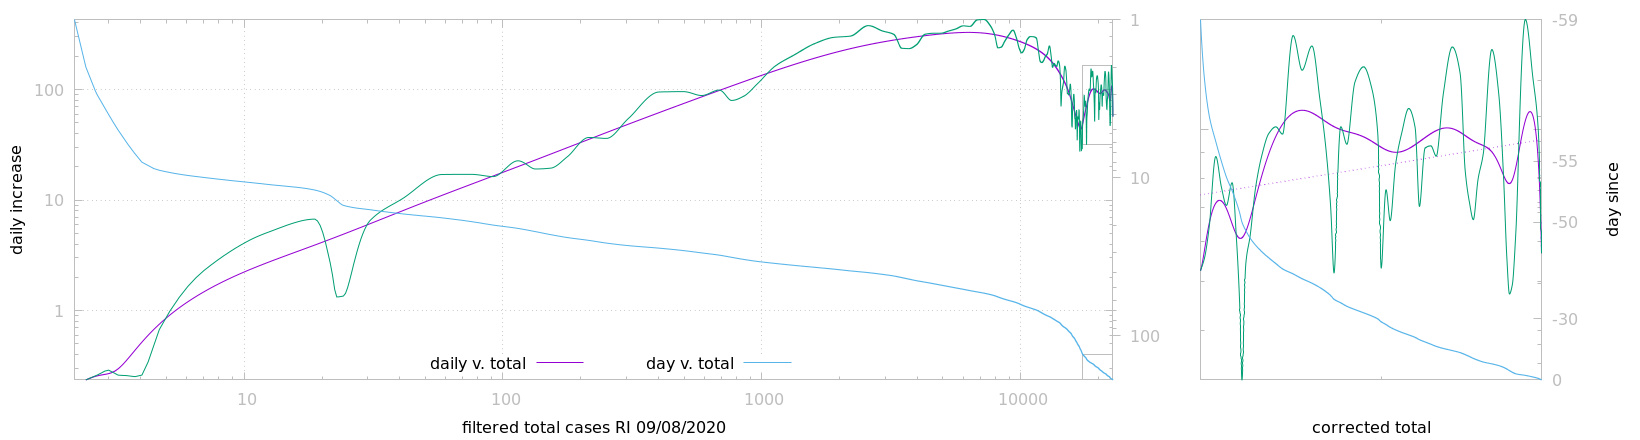 1
-59
100
daily increase
10
10
-55
-50
day since
1
100
-30
daily v. total
day v. total
0
10
100
1000
10000
filtered total cases RI 09/08/2020
corrected total